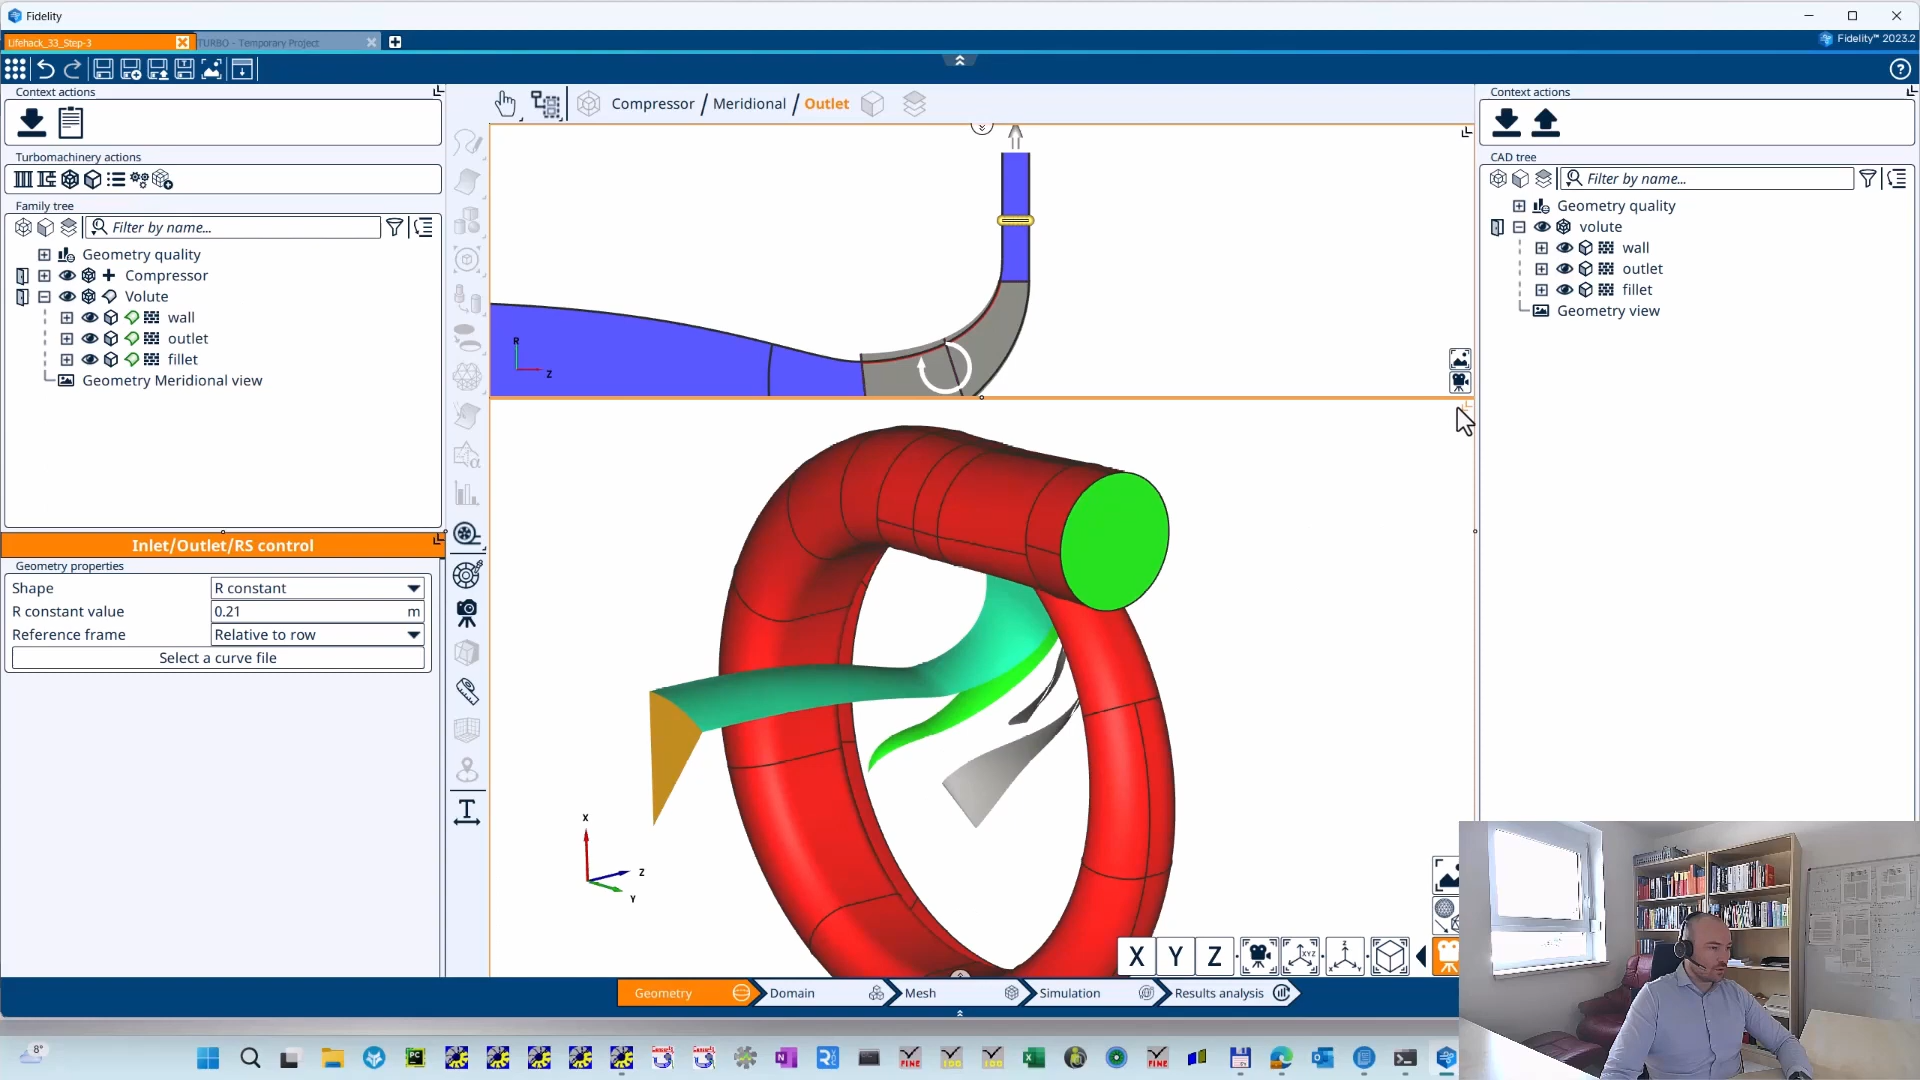 Fidelity
Lifehack_33_Step-3
TURBO - Temporary Project
Fidelity™ 2023.2
Context actions
Compressor / Meridional / Outlet
Context actions
Turbomachinery actions
CAD tree
Filter by name...
Family tree
Filter by name...
Geometry quality
volute
wall
outlet
fillet
Geometry view
Geometry quality
Compressor
Volute
wall
outlet
fillet
Geometry Meridional view
R
Z
Inlet/Outlet/RS control
Geometry properties
Shape
R constant
R constant value
0.21
m
Reference frame
Relative to row
Select a curve file
X
Z
Y
X
Y
Z
Geometry
Domain
Mesh
Simulation
Results analysis
8°